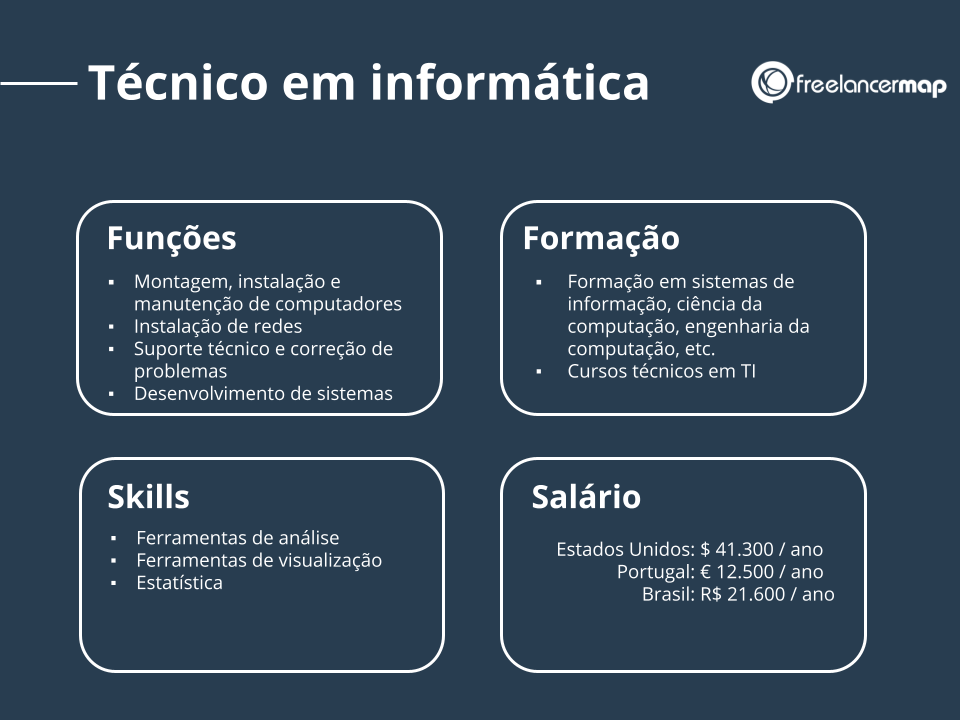 Técnico em informática
freelancermap
Funções
▪ Montagem, instalação e
manutenção de computadores
▪ Instalação de redes
▪ Suporte técnico e correção de
problemas
▪ Desenvolvimento de sistemas
Formação
▪ Formação em sistemas de
informação, ciência da
computação, engenharia da
computação, etc.
▪ Cursos técnicos em TI
Skills
▪ Ferramentas de análise
▪ Ferramentas de visualização
▪ Estatística
Salário
Estados Unidos: $ 41.300 / ano
Portugal: € 12.500 / ano
Brasil: R$ 21.600 / ano